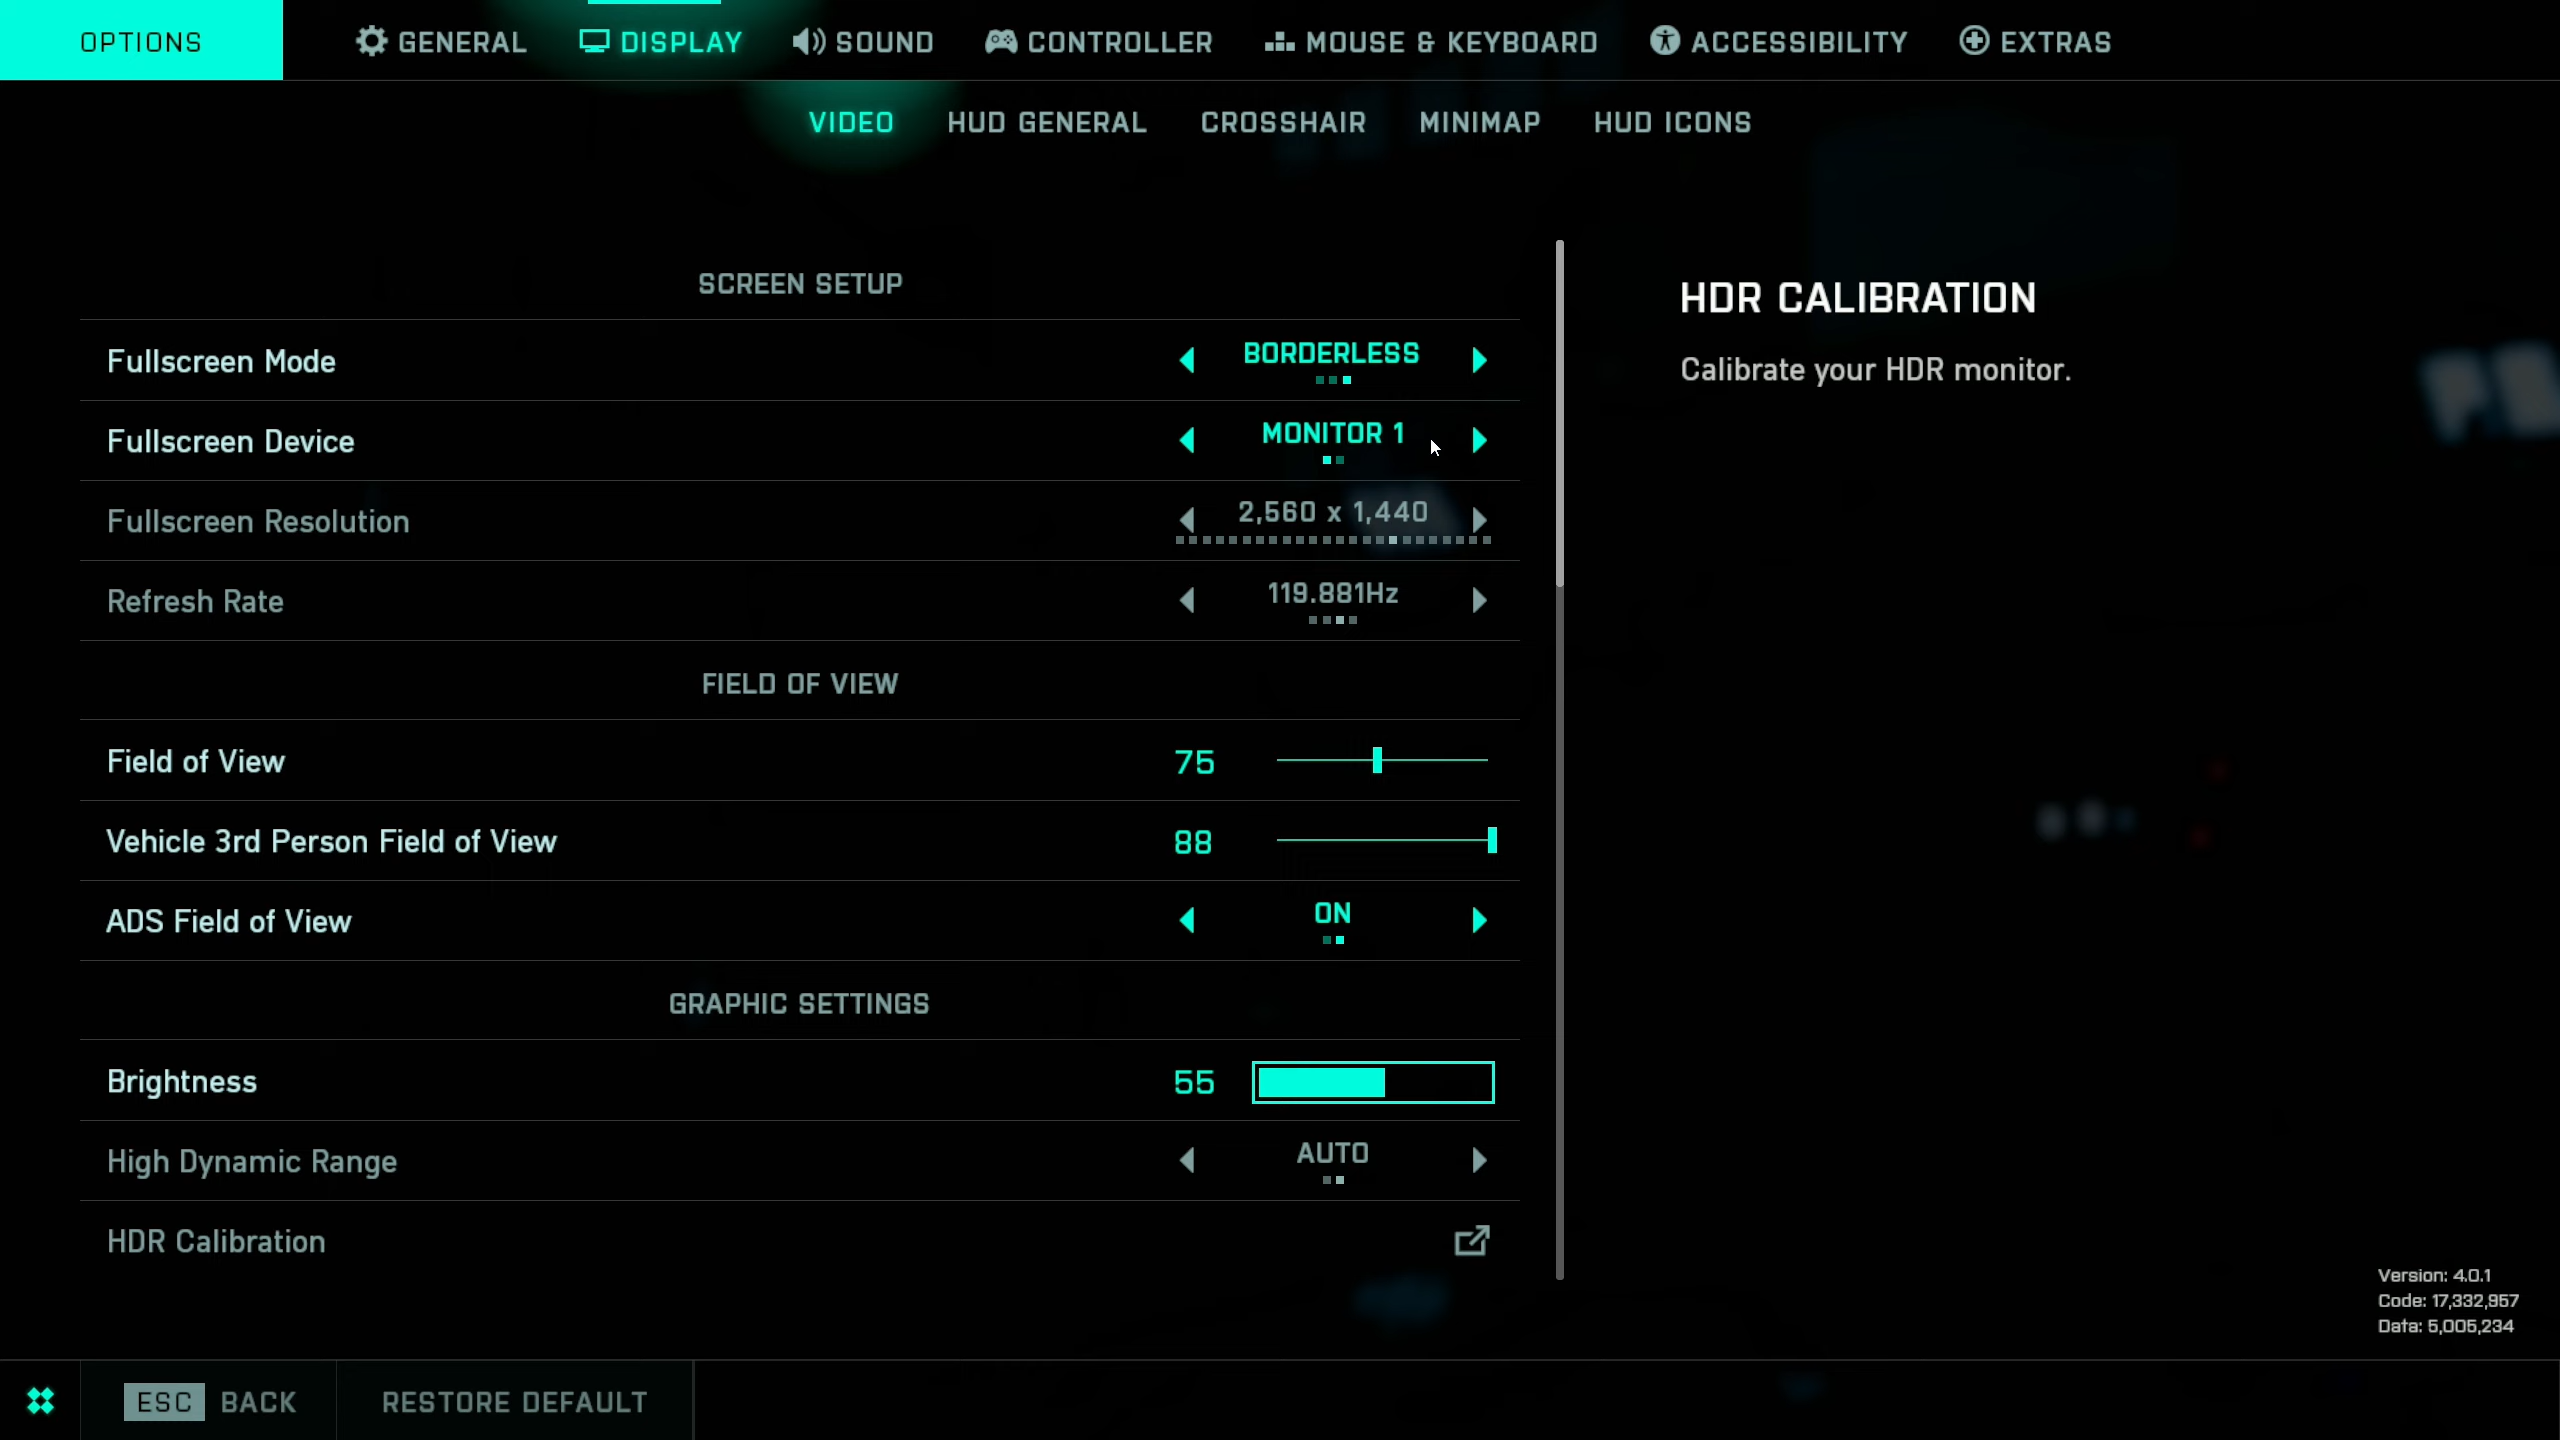 OPTIONS
GENERAL
DISPLAY
SOUND
CONTROLLER
MOUSE & KEYBOARD
ACCESSIBILITY
EXTRAS
VIDEO
HUD GENERAL
CROSSHAIR
MINIMAP
HUD ICONS
SCREEN SETUP
Fullscreen Mode
BORDERLESS
Fullscreen Device
MONITOR 1
Fullscreen Resolution
2,560 x 1,440
Refresh Rate
119.881Hz
FIELD OF VIEW
Field of View
75
Vehicle 3rd Person Field of View
88
ADS Field of View
ON
GRAPHIC SETTINGS
Brightness
55
High Dynamic Range
AUTO
HDR Calibration
HDR CALIBRATION
Calibrate your HDR monitor.
Version: 4.0.1
Code: 17,332,957
Data: 5,005,234
ESC BACK
RESTORE DEFAULT